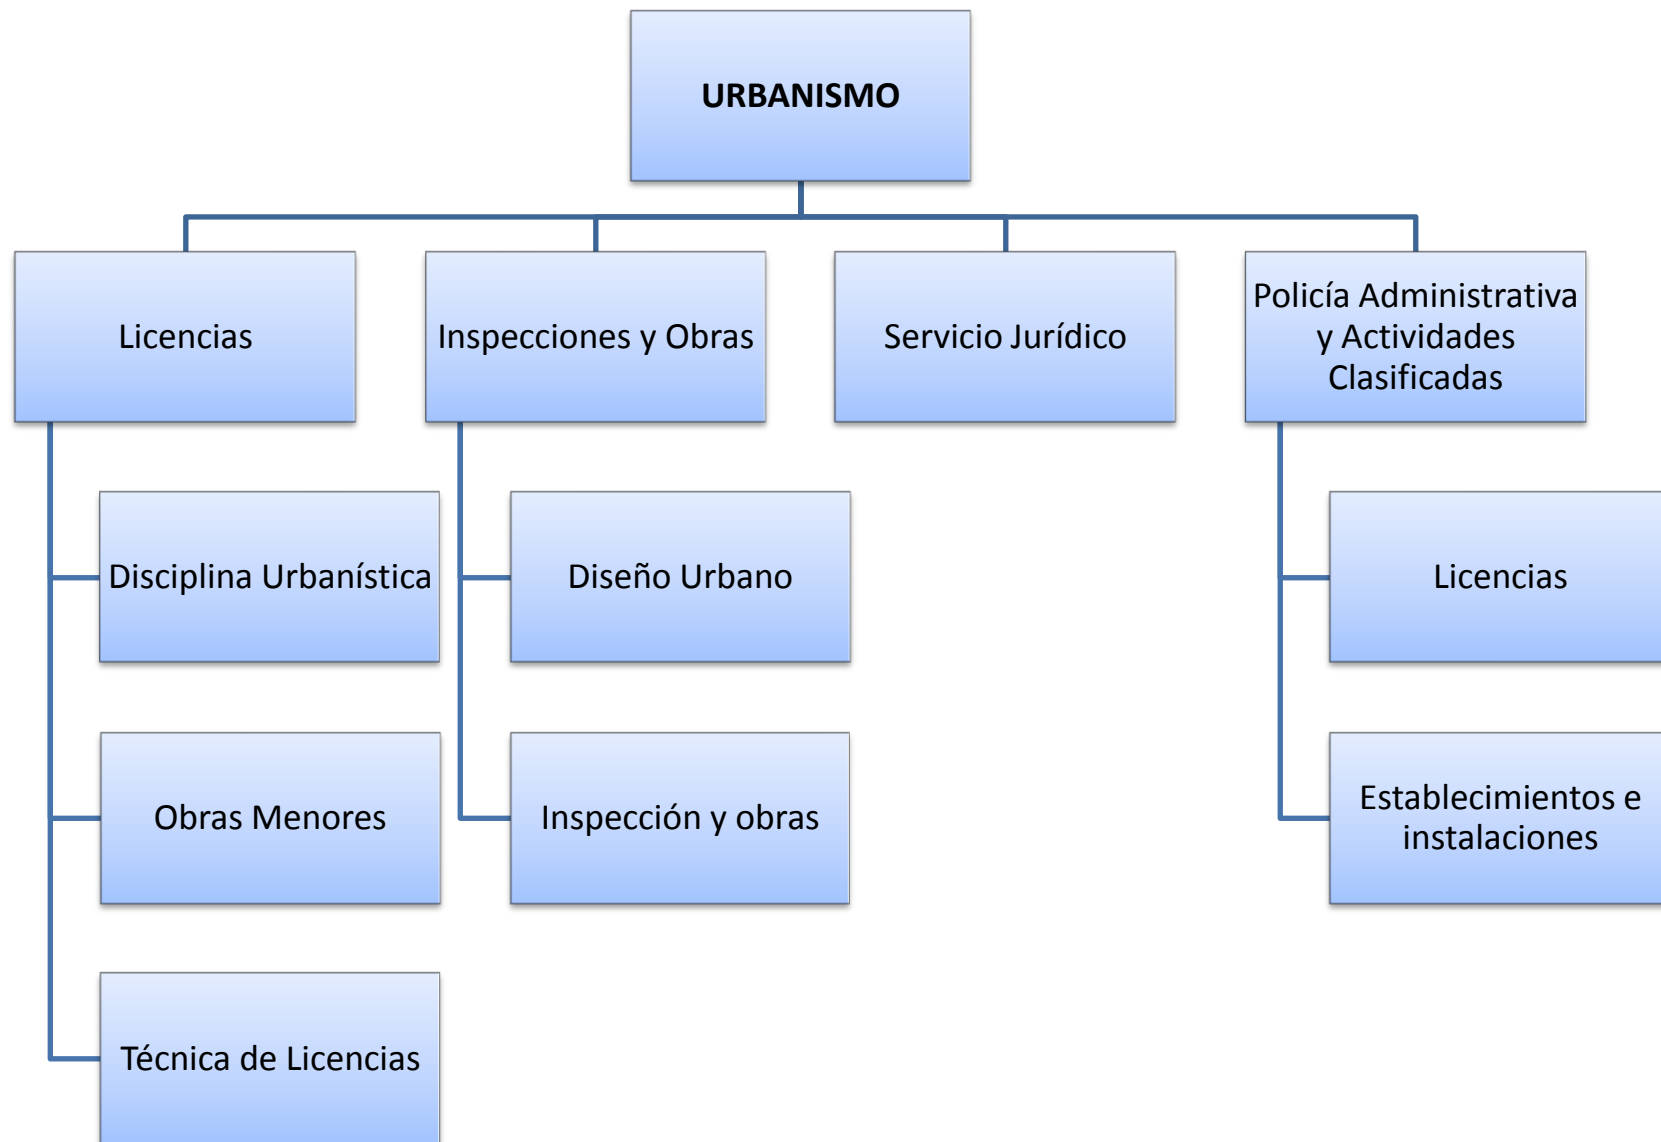 URBANISMO
Licencias
Inspecciones y Obras
Servicio Jurídico
Policía Administrativa
y Actividades
Clasificadas
Disciplina Urbanística
Diseño Urbano
Licencias
Obras Menores
Inspección y obras
Establecimientos e
instalaciones
Técnica de Licencias